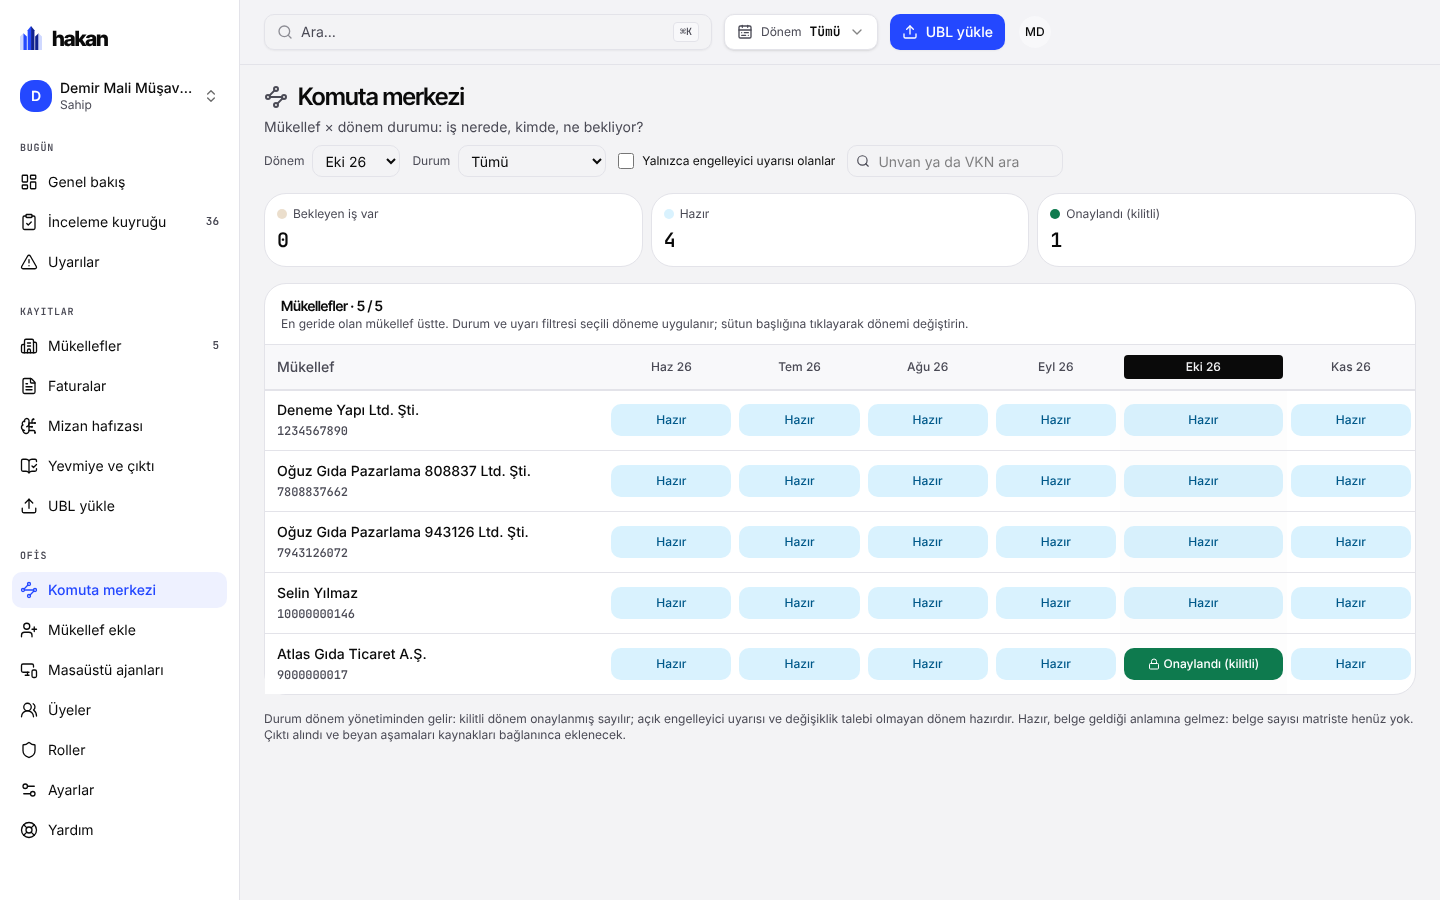 hakan
Ara...
⌘K
Dönem Tümü
UBL yükle
MD
D
Demir Mali Müşav...
Sahip
BUGÜN
Genel bakış
İnceleme kuyruğu 36
Uyarılar
KAYITLAR
Mükellefler 5
Faturalar
Mizan hafızası
Yevmiye ve çıktı
UBL yükle
OFİS
Komuta merkezi
Mükellef ekle
Masaüstü ajanları
Üyeler
Roller
Ayarlar
Yardım
Komuta merkezi
Mükellef × dönem durumu: iş nerede, kimde, ne bekliyor?
Dönem Eki 26 Durum Tümü Yalnızca engelleyici uyarısı olanlar Unvan ya da VKN ara
Bekleyen iş var
0
Hazır
4
Onaylandı (kilitli)
1
Mükellefler · 5 / 5
En geride olan mükellef üstte. Durum ve uyarı filtresi seçili döneme uygulanır; sütun başlığına tıklayarak dönemi değiştirin.
Mükellef Haz 26 Tem 26 Ağu 26 Eyl 26 Eki 26 Kas 26
Deneme Yapı Ltd. Şti.
1234567890
Hazır Hazır Hazır Hazır Hazır Hazır
Oğuz Gıda Pazarlama 808837 Ltd. Şti.
7808837662
Hazır Hazır Hazır Hazır Hazır Hazır
Oğuz Gıda Pazarlama 943126 Ltd. Şti.
7943126072
Hazır Hazır Hazır Hazır Hazır Hazır
Selin Yılmaz
10000000146
Hazır Hazır Hazır Hazır Hazır Hazır
Atlas Gıda Ticaret A.Ş.
9000000017
Hazır Hazır Hazır Hazır Onaylandı (kilitli) Hazır
Durum dönem yönetiminden gelir: kilitli dönem onaylanmış sayılır; açık engelleyici uyarısı ve değişiklik talebi olmayan dönem hazırdır. Hazır, belge geldiği anlamına gelmez: belge sayısı matriste henüz yok.
Çıktı alındı ve beyan aşamaları kaynakları bağlanınca eklenecek.